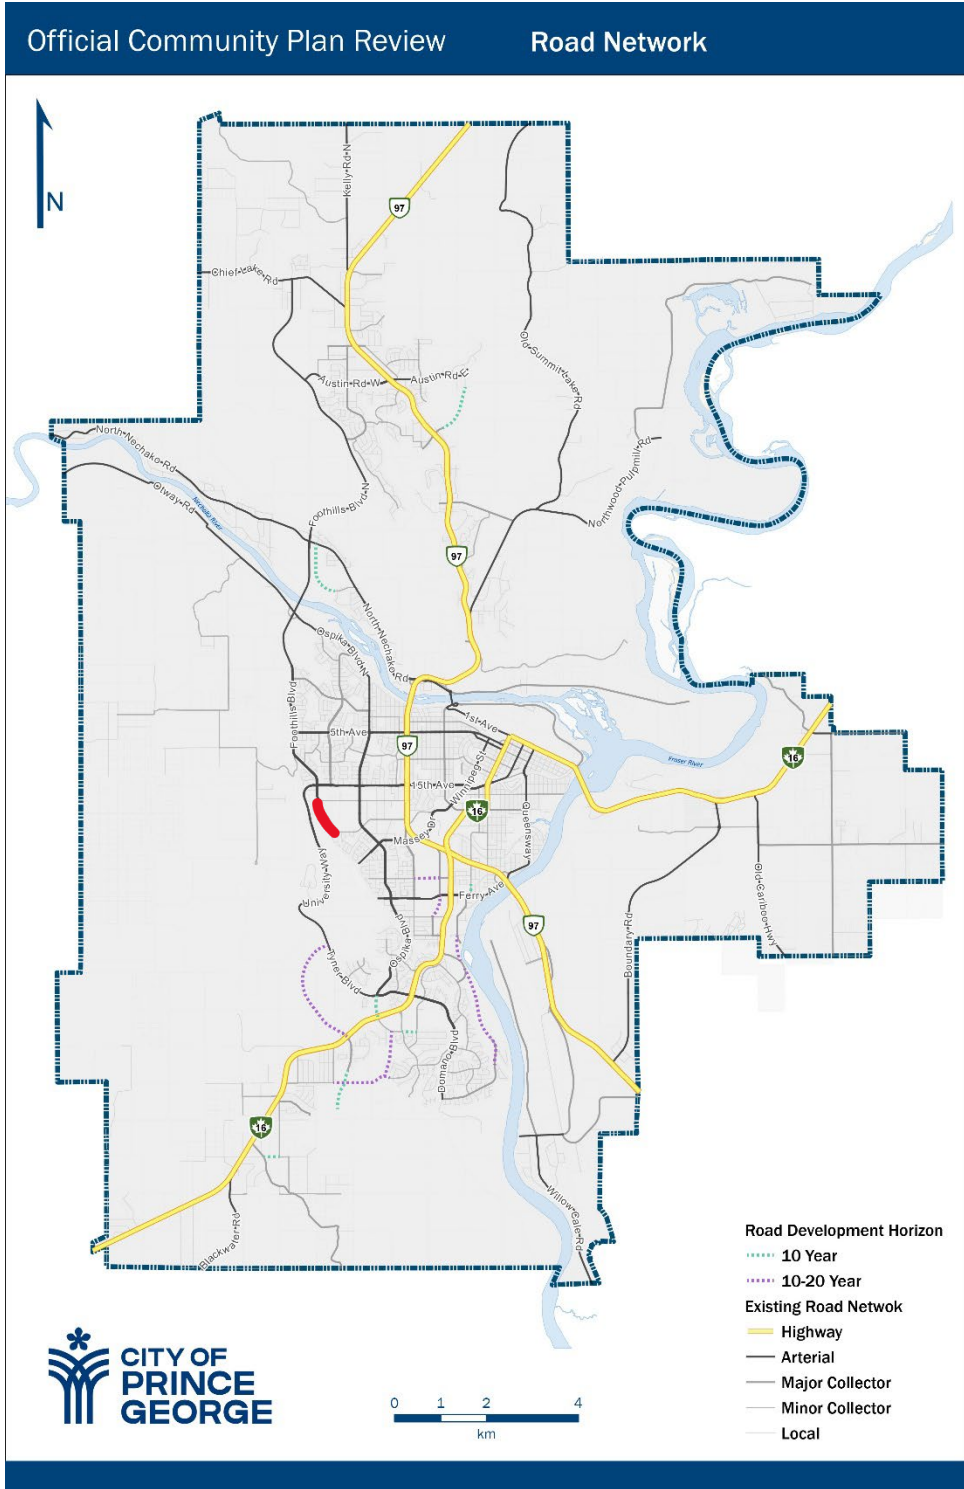 Official Community Plan Review Road Network
N
Kelly Rd N
97
Chief Lake Rd
Old Summit Lake Rd
Austin Rd W
Austin Rd E
North Nechako Rd
Otway Rd
Nechako River
Foothills Blvd N
Northwood Pulpmill Rd
97
North Nechako Rd
Ospika Blvd N
Foothills Blvd
1st Ave
5th Ave
97
Winnipeg St
Fraser River
16
15th Ave
16
Queensway
Massey Dr
University Way
Ferry Ave
Old Cariboo Hwy
Ospika Blvd
97
Boundary Rd
Tyner Blvd
Domano Blvd
16
Willow Cale Rd
Blackwater Rd
Road Development Horizon
10 Year
10-20 Year
Existing Road Netwok
Highway
Arterial
Major Collector
Minor Collector
Local
CITY OF
PRINCE
GEORGE
0 1 2 4
km